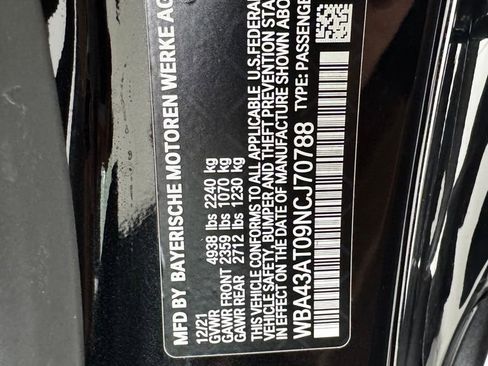 MFD BY BAYERISCHE MOTOREN WERKE AG
12/21
GVWR 4938 lbs 2240 kg
GAWR FRONT 2359 lbs 1070 kg
GAWR REAR 2712 lbs 1230 kg
THIS VEHICLE CONFORMS TO ALL APPLICABLE U.S. FEDERAL
VEHICLE SAFETY, BUMPER AND THEFT PREVENTION STA
IN EFFECT ON THE DATE OF MANUFACTURE SHOWN ABO
WBA43AT09NCJ70788 TYPE: PASSENGE